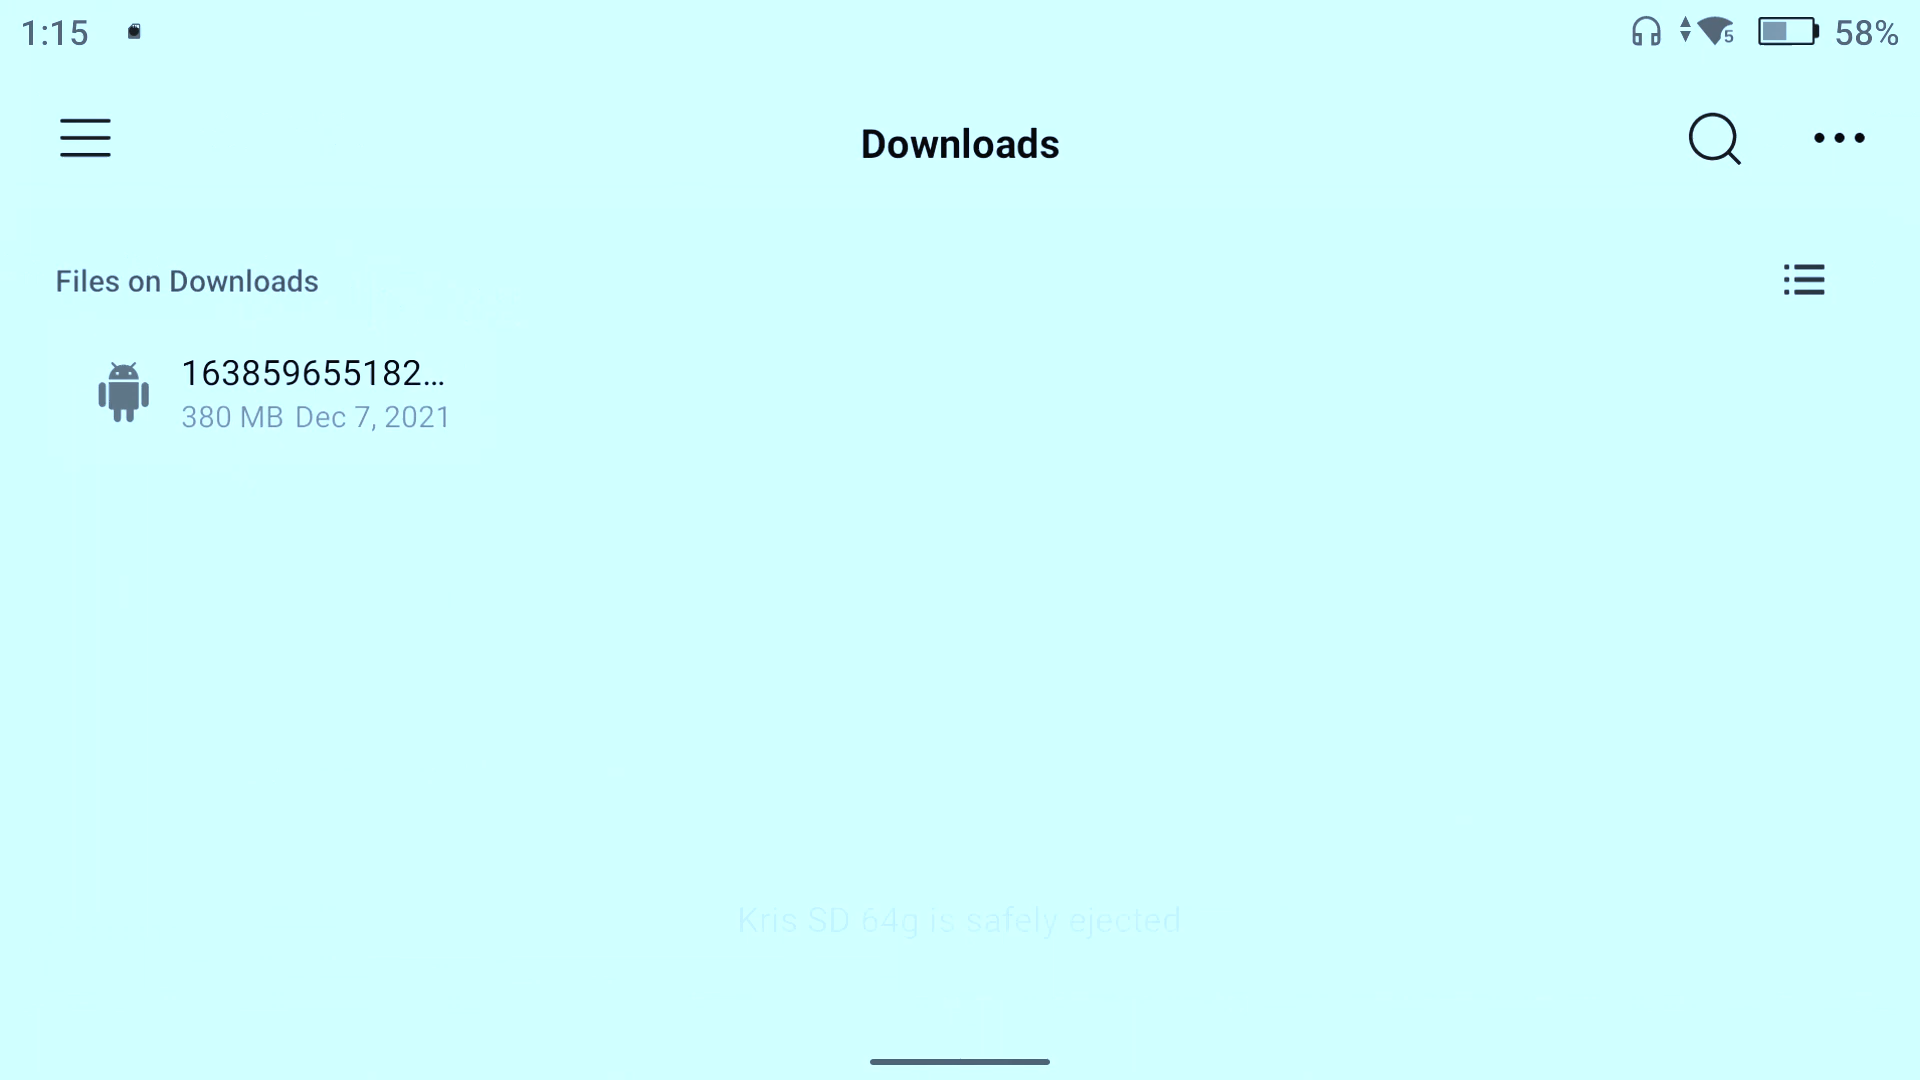 1:15
5 58%
Downloads
Files on Downloads
163859655182...
380 MB Dec 7, 2021
Kris SD 64g is safely ejected